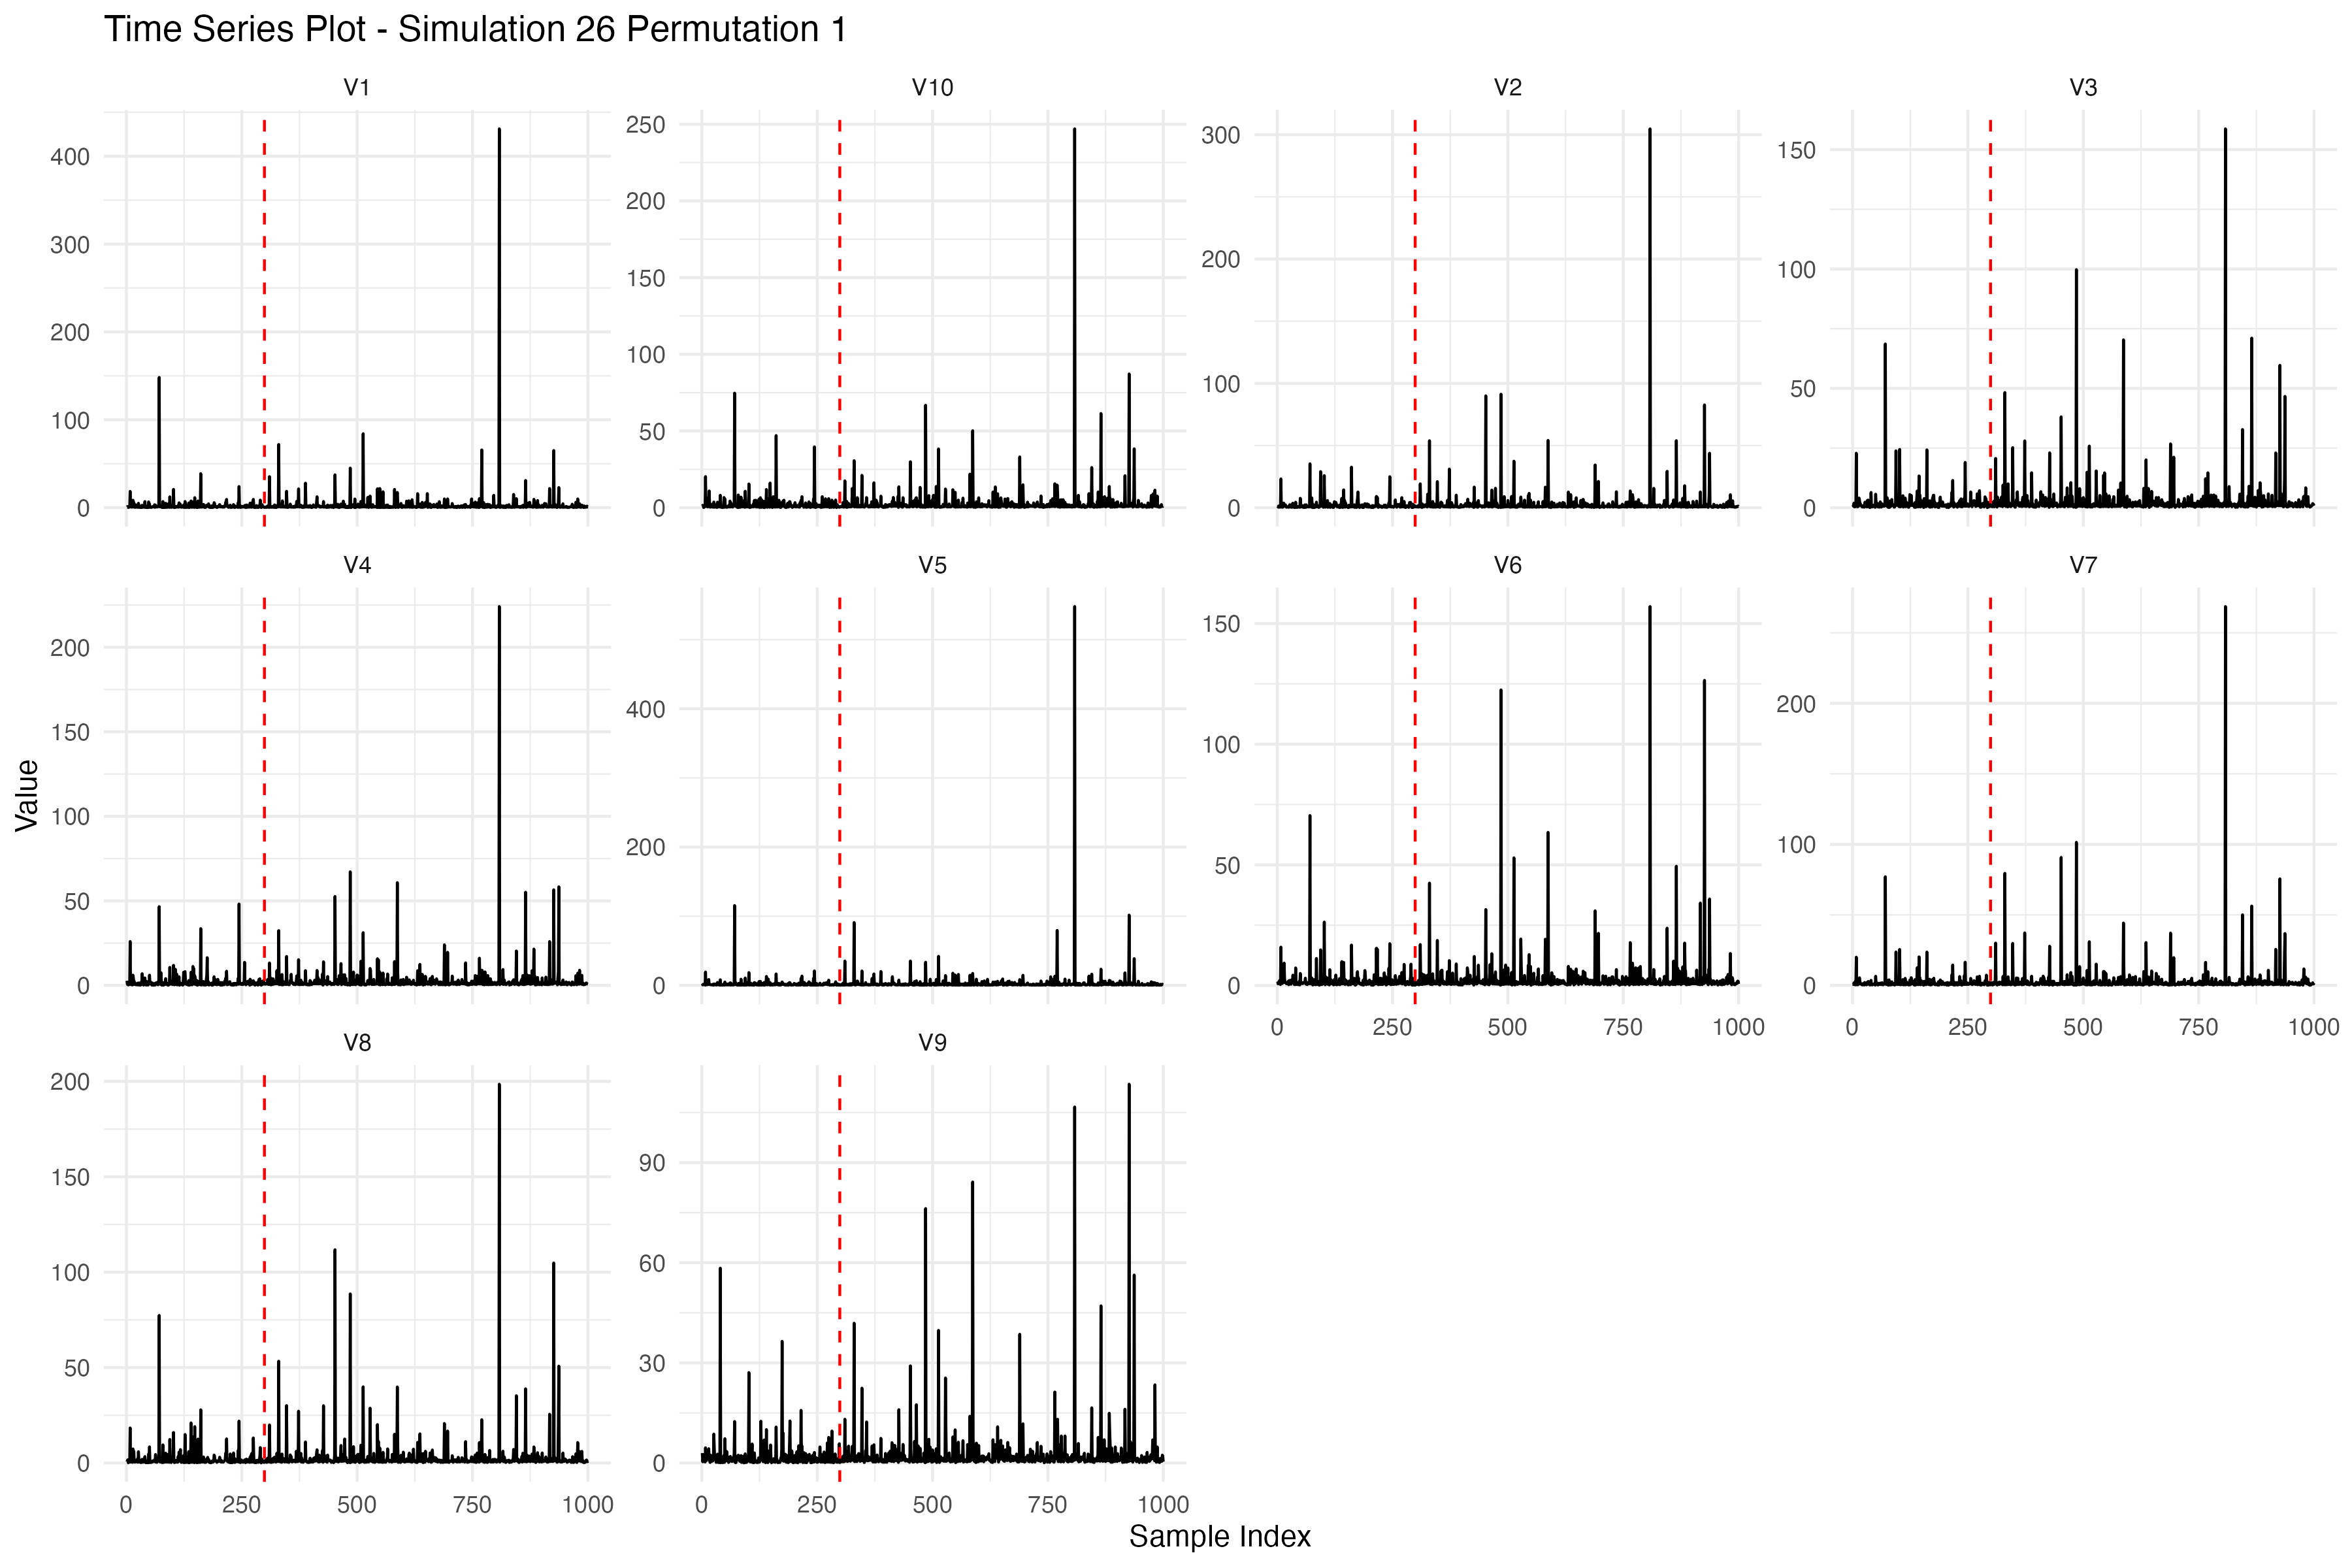 Time Series Plot - Simulation 26 Permutation 1
V1 V10 V2 V3
400 300 200 100 0
250 200 150 100 50 0
300 200 100 0
150 100 50 0
V4 V5 V6 V7
200 150 100 50 0
400 200 0
150 100 50 0
200 100 0
0 250 500 750 1000
0 250 500 750 1000
V8 V9
200 150 100 50 0
90 60 30 0
0 250 500 750 1000
0 250 500 750 1000
Value
Sample Index